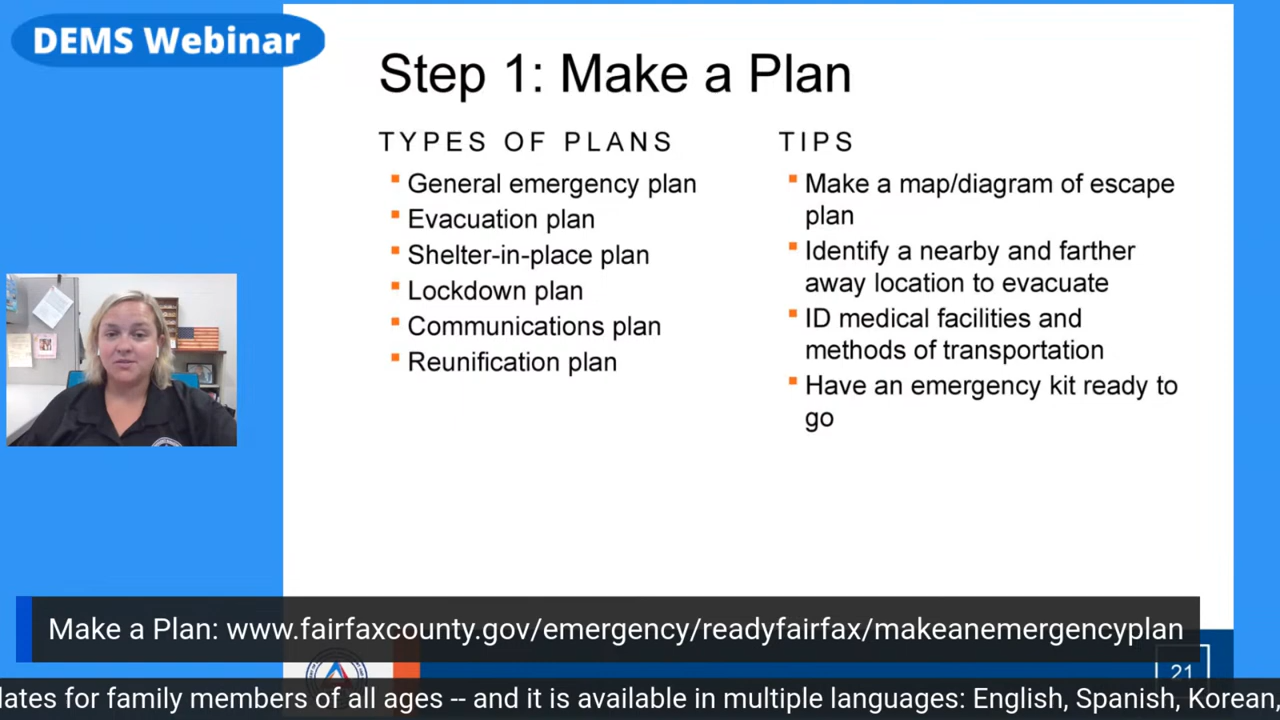 DEMS Webinar
Step 1: Make a Plan
TYPES OF PLANS
General emergency plan
Evacuation plan
Shelter-in-place plan
Lockdown plan
Communications plan
Reunification plan
TIPS
Make a map/diagram of escape
plan
Identify a nearby and farther
away location to evacuate
ID medical facilities and
methods of transportation
Have an emergency kit ready to
go
Make a Plan: www.fairfaxcounty.gov/emergency/readyfairfax/makeanemergencyplan
21
lates for family members of all ages -- and it is available in multiple languages: English, Spanish, Korean,